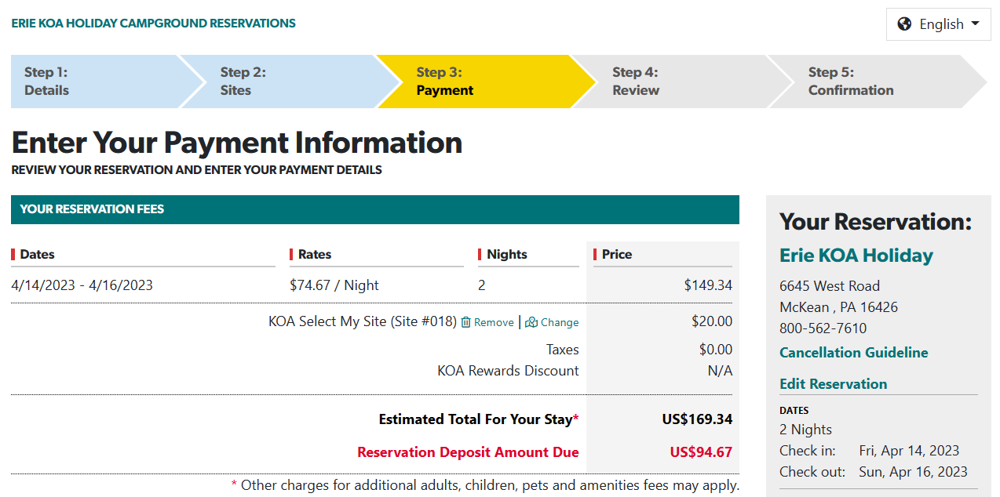 ERIE KOA HOLIDAY CAMPGROUND RESERVATIONS
English
Step 1:
Details
Step 2:
Sites
Step 3:
Payment
Step 4:
Review
Step 5:
Confirmation
Enter Your Payment Information
REVIEW YOUR RESERVATION AND ENTER YOUR PAYMENT DETAILS
YOUR RESERVATION FEES
Dates Rates Nights Price
4/14/2023 - 4/16/2023 $74.67 / Night 2 $149.34
KOA Select My Site (Site #018) Remove | Change $20.00
Taxes $0.00
KOA Rewards Discount N/A
Estimated Total For Your Stay* US$169.34
Reservation Deposit Amount Due US$94.67
* Other charges for additional adults, children, pets and amenities fees may apply.
Your Reservation:
Erie KOA Holiday
6645 West Road
McKean , PA 16426
800-562-7610
Cancellation Guideline
Edit Reservation
DATES
2 Nights
Check in: Fri, Apr 14, 2023
Check out: Sun, Apr 16, 2023